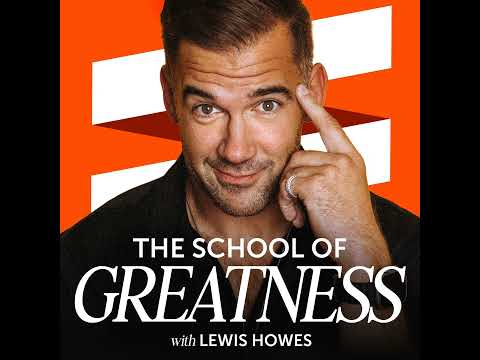 THE SCHOOL OF
GREATNESS
with LEWIS HOWES